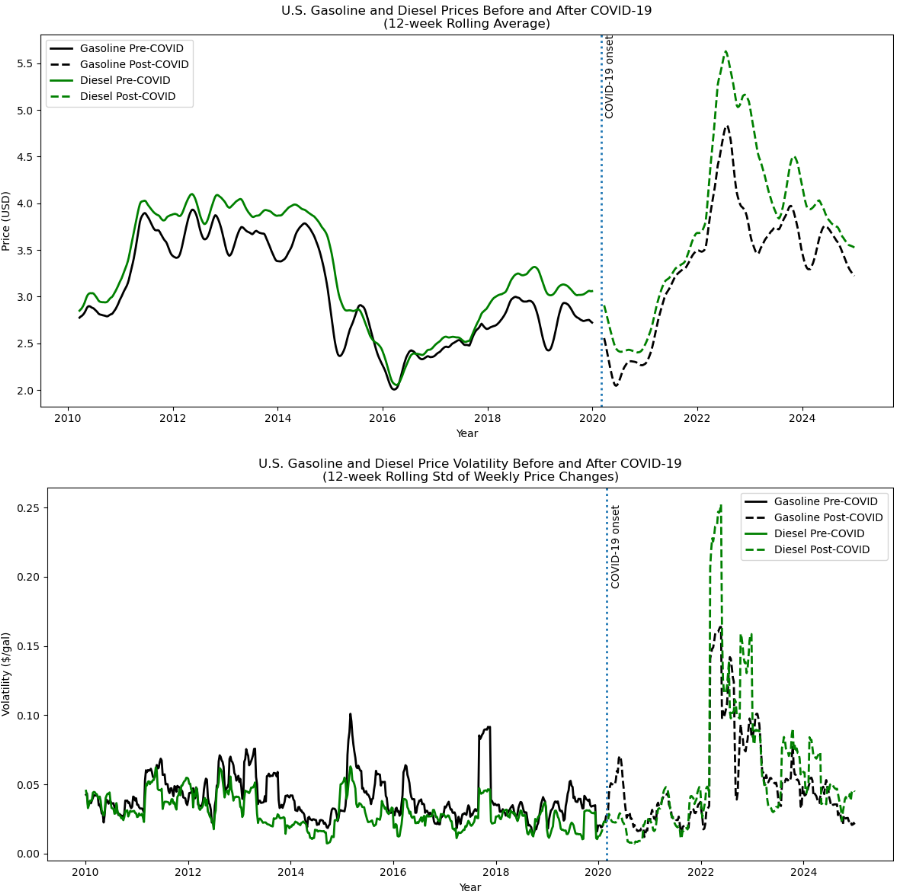 U.S. Gasoline and Diesel Prices Before and After COVID-19
(12-week Rolling Average)
Gasoline Pre-COVID
Gasoline Post-COVID
Diesel Pre-COVID
Diesel Post-COVID
COVID-19 onset
Price (USD)
5.5
5.0
4.5
4.0
3.5
3.0
2.5
2.0
2010 2012 2014 2016 2018 2020 2022 2024
Year
U.S. Gasoline and Diesel Price Volatility Before and After COVID-19
(12-week Rolling Std of Weekly Price Changes)
Gasoline Pre-COVID
Gasoline Post-COVID
Diesel Pre-COVID
Diesel Post-COVID
COVID-19 onset
Volatility ($/gal)
0.25
0.20
0.15
0.10
0.05
0.00
2010 2012 2014 2016 2018 2020 2022 2024
Year